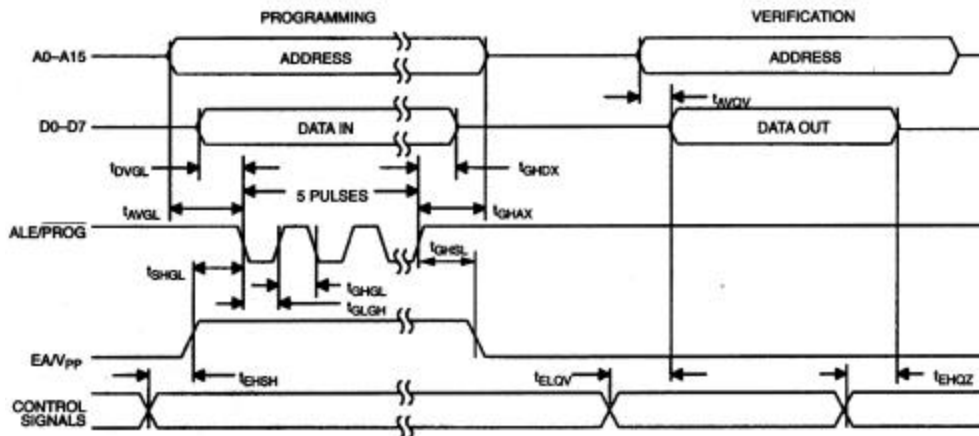 PROGRAMMING VERIFICATION
A0–A15 ADDRESS ADDRESS
tAVQV
D0–D7 DATA IN DATA OUT
tDVGL tGHDX
5 PULSES
tAVGL tGHAX
ALE/PROG
tGHSL
tSHGL
tGHGL
tGLGH
EA/VPP
tEHSH tELQV tEHQZ
CONTROL
SIGNALS